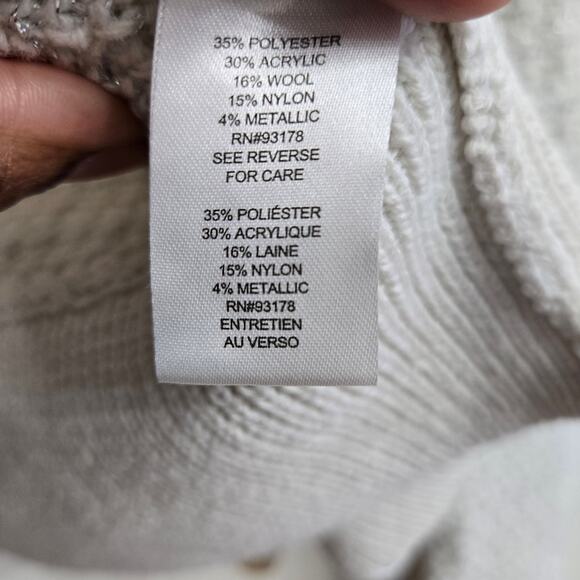 35% POLYESTER
30% ACRYLIC
16% WOOL
15% NYLON
4% METALLIC
RN#93178
SEE REVERSE
FOR CARE
35% POLIÉSTER
30% ACRYLIQUE
16% LAINE
15% NYLON
4% METALLIC
RN#93178
ENTRETIEN
AU VERSO